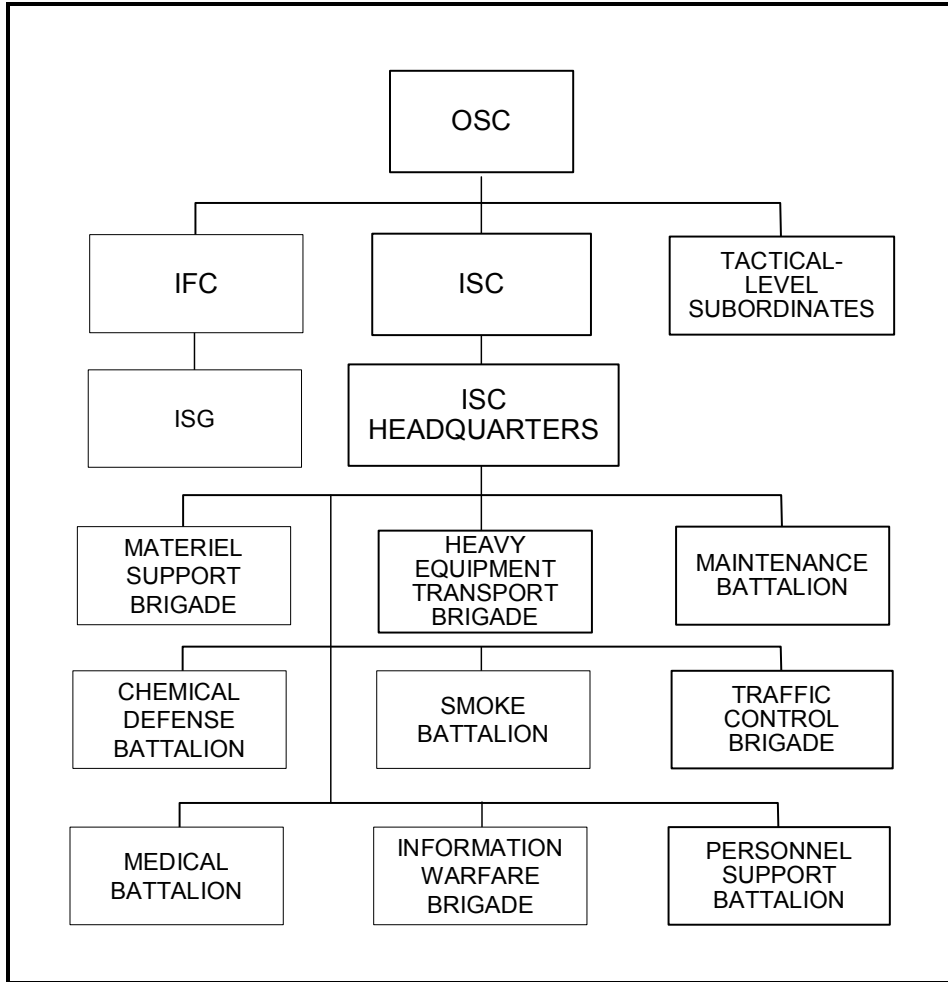 OSC
IFC
ISC
TACTICAL-
LEVEL
SUBORDINATES
ISG
ISC
HEADQUARTERS
MATERIEL
SUPPORT
BRIGADE
HEAVY
EQUIPMENT
TRANSPORT
BRIGADE
MAINTENANCE
BATTALION
CHEMICAL
DEFENSE
BATTALION
SMOKE
BATTALION
TRAFFIC
CONTROL
BRIGADE
MEDICAL
BATTALION
INFORMATION
WARFARE
BRIGADE
PERSONNEL
SUPPORT
BATTALION